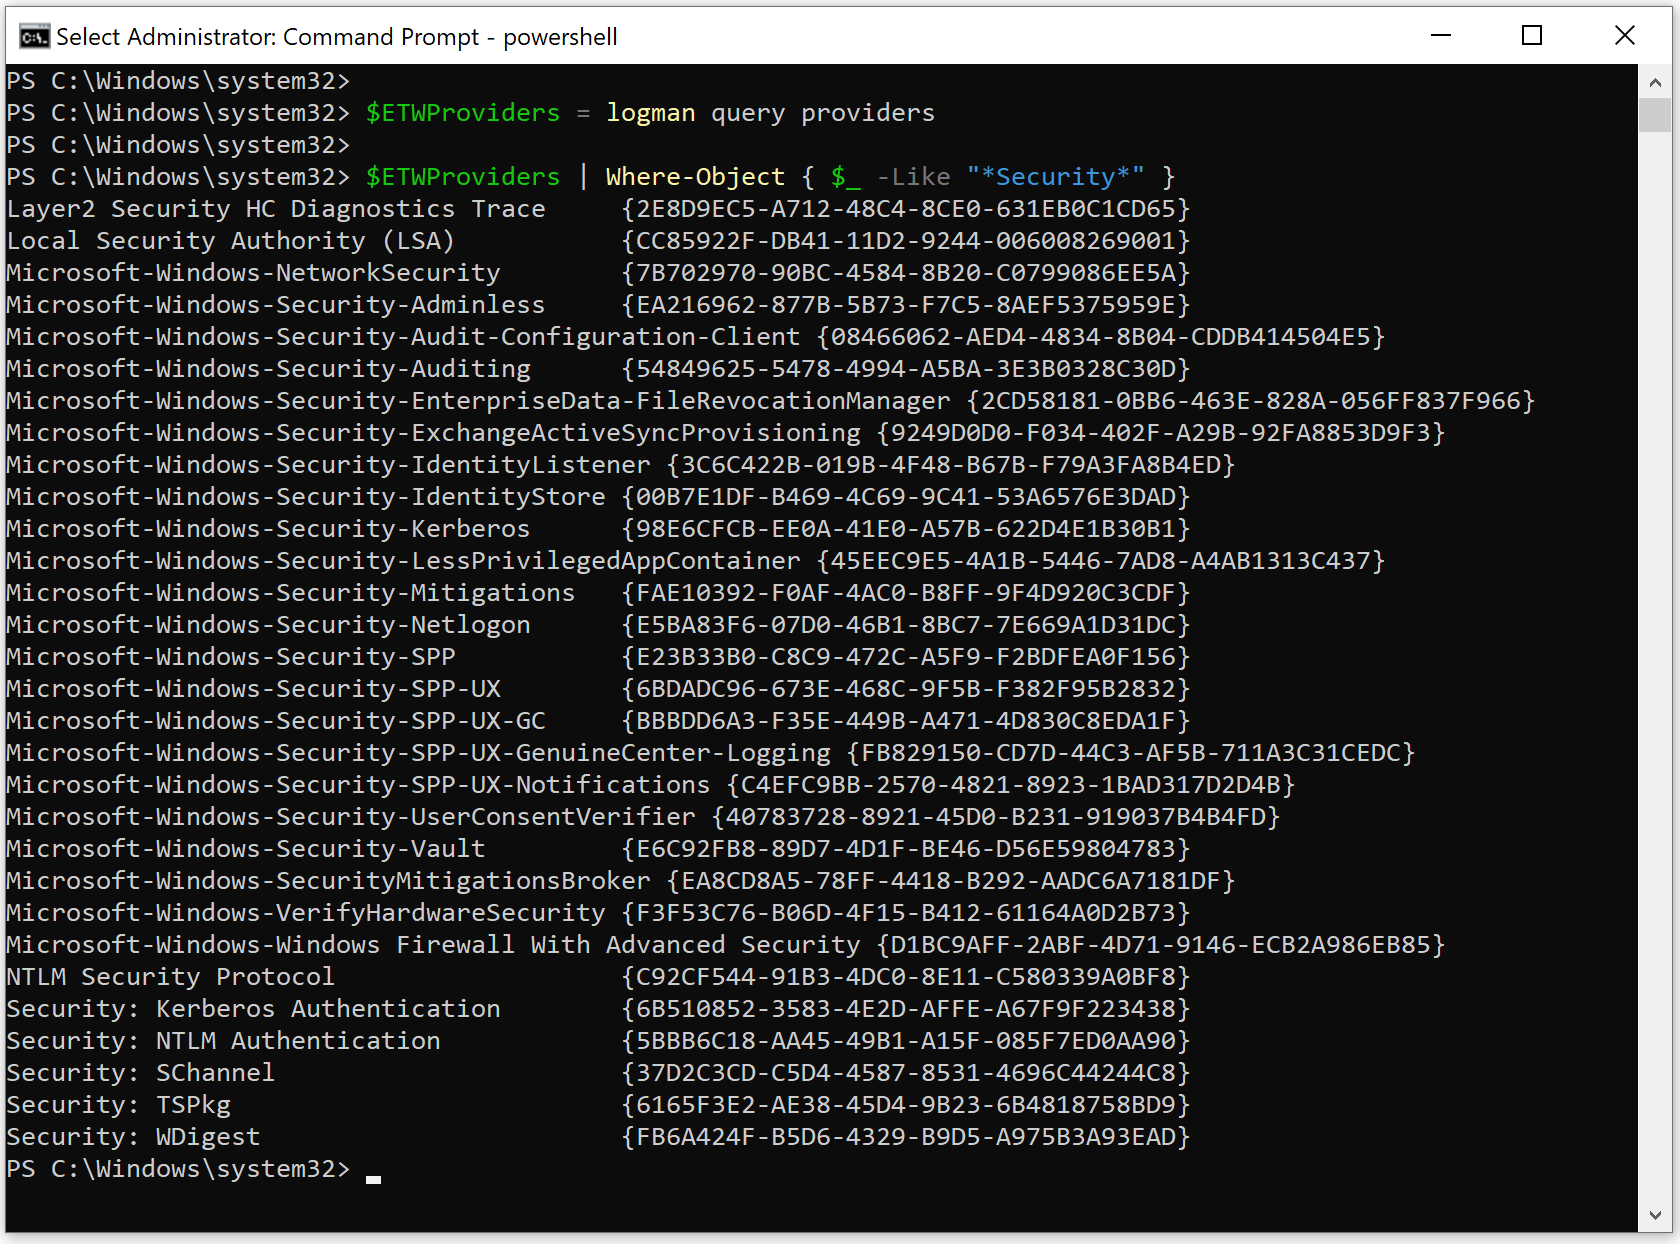 Select Administrator: Command Prompt - powershell
PS C:\Windows\system32>
PS C:\Windows\system32> $ETWProviders = logman query providers
PS C:\Windows\system32>
PS C:\Windows\system32> $ETWProviders | Where-Object { $_ -Like "*Security*" }
Layer2 Security HC Diagnostics Trace     {2E8D9EC5-A712-48C4-8CE0-631EB0C1CD65}
Local Security Authority (LSA)           {CC85922F-DB41-11D2-9244-006008269001}
Microsoft-Windows-NetworkSecurity        {7B702970-90BC-4584-8B20-C0799086EE5A}
Microsoft-Windows-Security-Adminless     {EA216962-877B-5B73-F7C5-8AEF5375959E}
Microsoft-Windows-Security-Audit-Configuration-Client {08466062-AED4-4834-8B04-CDDB414504E5}
Microsoft-Windows-Security-Auditing      {54849625-5478-4994-A5BA-3E3B0328C30D}
Microsoft-Windows-Security-EnterpriseData-FileRevocationManager {2CD58181-0BB6-463E-828A-056FF837F966}
Microsoft-Windows-Security-ExchangeActiveSyncProvisioning {9249D0D0-F034-402F-A29B-92FA8853D9F3}
Microsoft-Windows-Security-IdentityListener {3C6C422B-019B-4F48-B67B-F79A3FA8B4ED}
Microsoft-Windows-Security-IdentityStore {00B7E1DF-B469-4C69-9C41-53A6576E3DAD}
Microsoft-Windows-Security-Kerberos      {98E6CFCB-EE0A-41E0-A57B-622D4E1B30B1}
Microsoft-Windows-Security-LessPrivilegedAppContainer {45EEC9E5-4A1B-5446-7AD8-A4AB1313C437}
Microsoft-Windows-Security-Mitigations   {FAE10392-F0AF-4AC0-B8FF-9F4D920C3CDF}
Microsoft-Windows-Security-Netlogon      {E5BA83F6-07D0-46B1-8BC7-7E669A1D31DC}
Microsoft-Windows-Security-SPP           {E23B33B0-C8C9-472C-A5F9-F2BDFEA0F156}
Microsoft-Windows-Security-SPP-UX        {6BDADC96-673E-468C-9F5B-F382F95B2832}
Microsoft-Windows-Security-SPP-UX-GC     {BBBDD6A3-F35E-449B-A471-4D830C8EDA1F}
Microsoft-Windows-Security-SPP-UX-GenuineCenter-Logging {FB829150-CD7D-44C3-AF5B-711A3C31CEDC}
Microsoft-Windows-Security-SPP-UX-Notifications {C4EFC9BB-2570-4821-8923-1BAD317D2D4B}
Microsoft-Windows-Security-UserConsentVerifier {40783728-8921-45D0-B231-919037B4B4FD}
Microsoft-Windows-Security-Vault         {E6C92FB8-89D7-4D1F-BE46-D56E59804783}
Microsoft-Windows-SecurityMitigationsBroker {EA8CD8A5-78FF-4418-B292-AADC6A7181DF}
Microsoft-Windows-VerifyHardwareSecurity {F3F53C76-B06D-4F15-B412-61164A0D2B73}
Microsoft-Windows-Windows Firewall With Advanced Security {D1BC9AFF-2ABF-4D71-9146-ECB2A986EB85}
NTLM Security Protocol                   {C92CF544-91B3-4DC0-8E11-C580339A0BF8}
Security: Kerberos Authentication        {6B510852-3583-4E2D-AFFE-A67F9F223438}
Security: NTLM Authentication            {5BBB6C18-AA45-49B1-A15F-085F7ED0AA90}
Security: SChannel                       {37D2C3CD-C5D4-4587-8531-4696C44244C8}
Security: TSPkg                          {6165F3E2-AE38-45D4-9B23-6B4818758BD9}
Security: WDigest                        {FB6A424F-B5D6-4329-B9D5-A975B3A93EAD}
PS C:\Windows\system32>